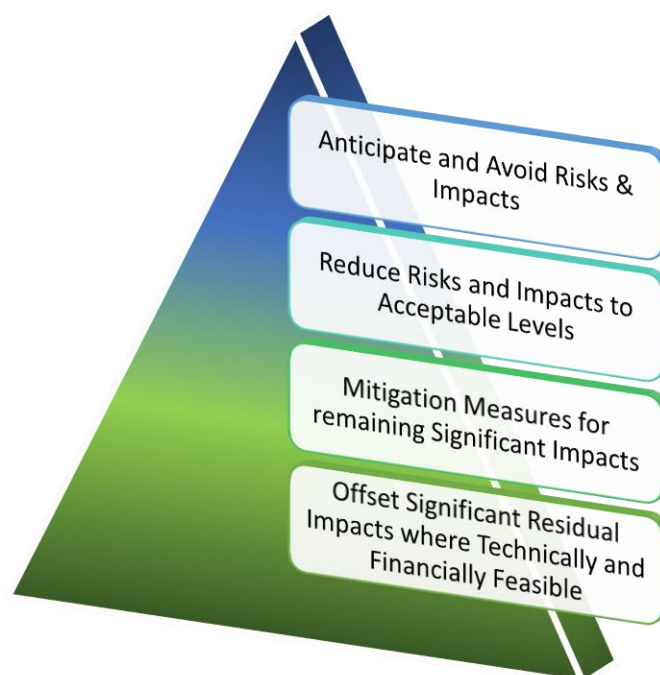 Anticipate and Avoid Risks &
Impacts
Reduce Risks and Impacts to
Acceptable Levels
Mitigation Measures for
remaining Significant Impacts
Offset Significant Residual
Impacts where Technically and
Financially Feasible